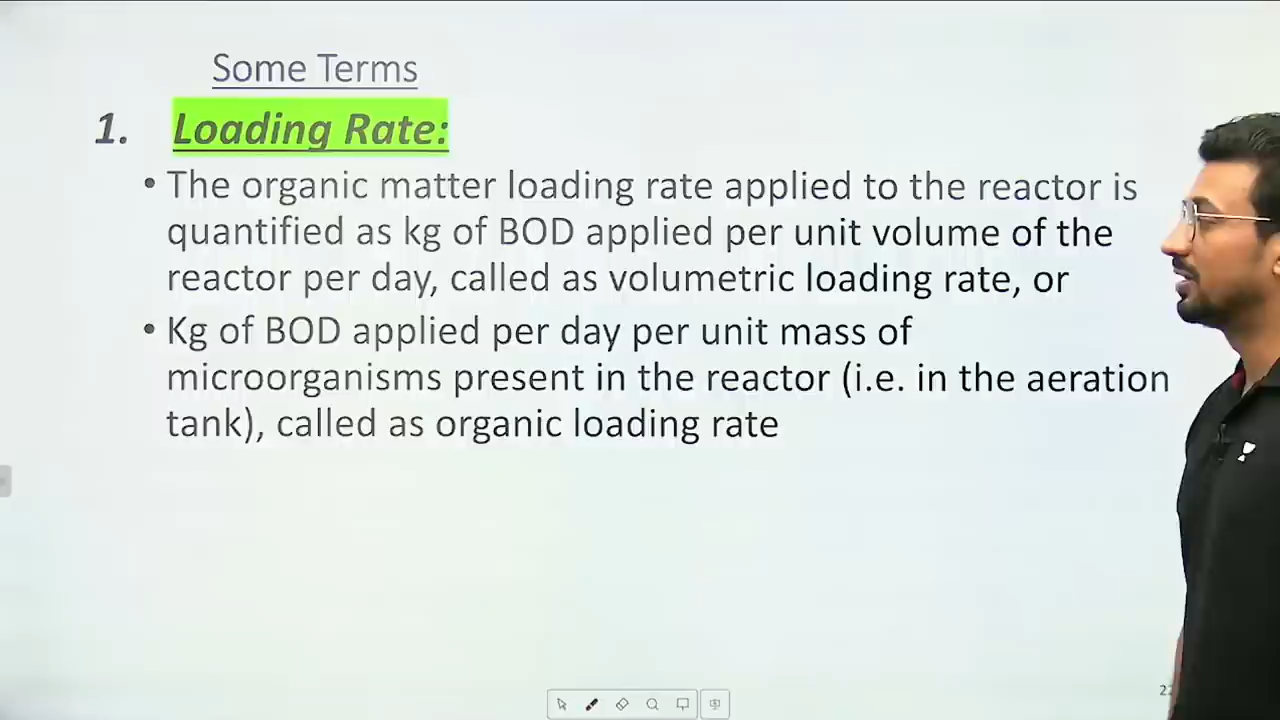 Some Terms
1. Loading Rate:
• The organic matter loading rate applied to the reactor is
quantified as kg of BOD applied per unit volume of the
reactor per day, called as volumetric loading rate, or
• Kg of BOD applied per day per unit mass of
microorganisms present in the reactor (i.e. in the aeration
tank), called as organic loading rate